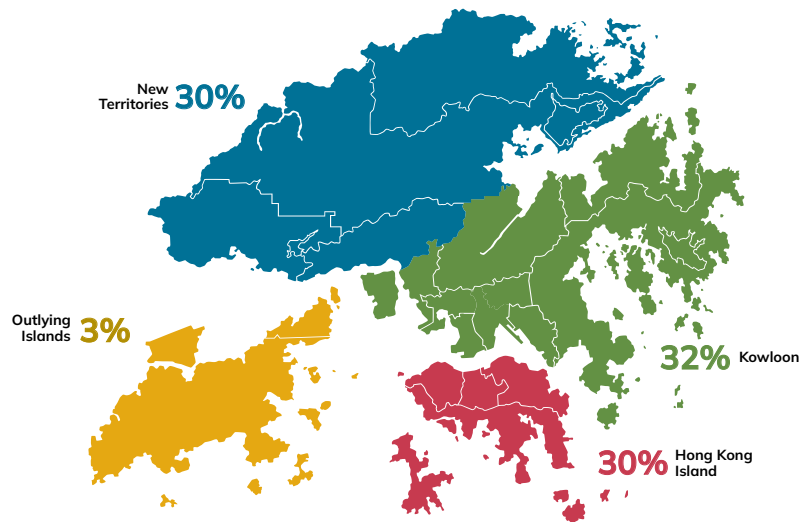 New
Territories 30%
Outlying
Islands 3%
32% Kowloon
30% Hong Kong
Island